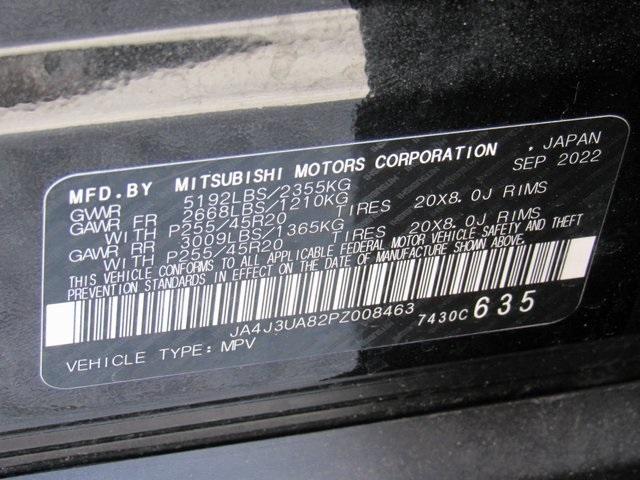 MFD.BY MITSUBISHI MOTORS CORPORATION . JAPAN
SEP 2022
GVWR 5192LBS/2355KG
GAWR FR 2668LBS/1210KG
WITH P255/45R20 TIRES 20X8.0J RIMS
GAWR RR 3009LBS/1365KG
WITH P255/45R20 TIRES 20X8.0J RIMS
THIS VEHICLE CONFORMS TO ALL APPLICABLE FEDERAL MOTOR VEHICLE SAFETY AND THEFT
PREVENTION STANDARDS IN EFFECT ON THE DATE OF MANUFACTURE SHOWN ABOVE.
JA4J3UA82PZ008463 7430C 635
VEHICLE TYPE: MPV